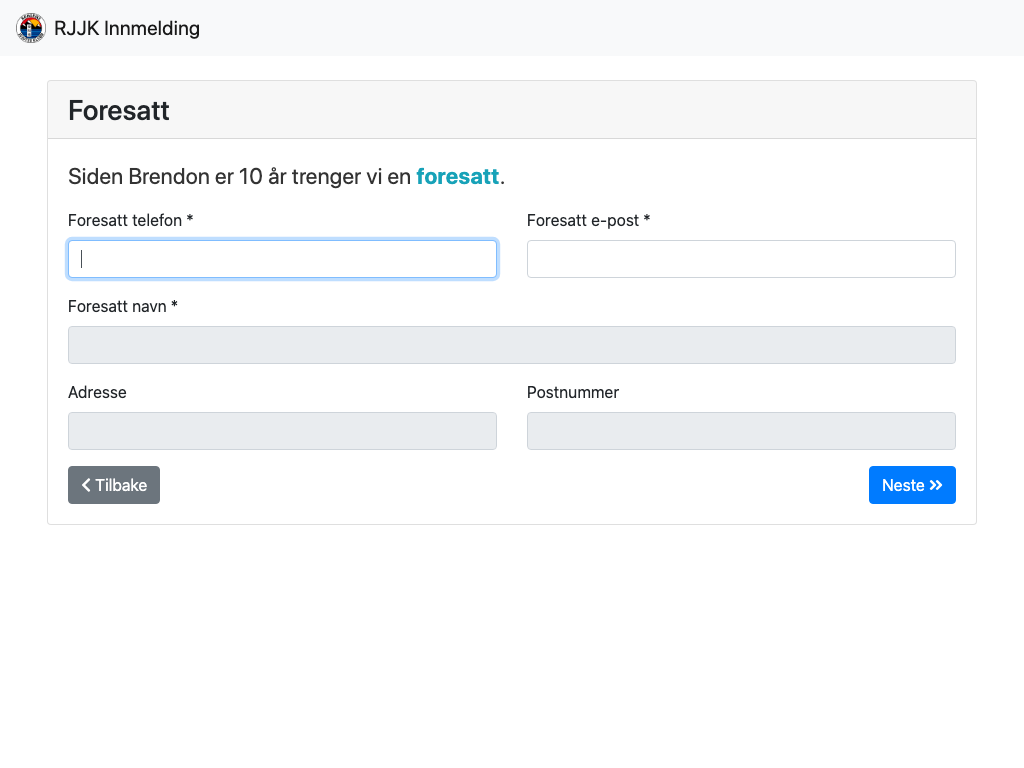 RJJK Innmelding
Foresatt
Siden Brendon er 10 år trenger vi en foresatt.
Foresatt telefon *
Foresatt e-post *
Foresatt navn *
Adresse
Postnummer
Tilbake
Neste